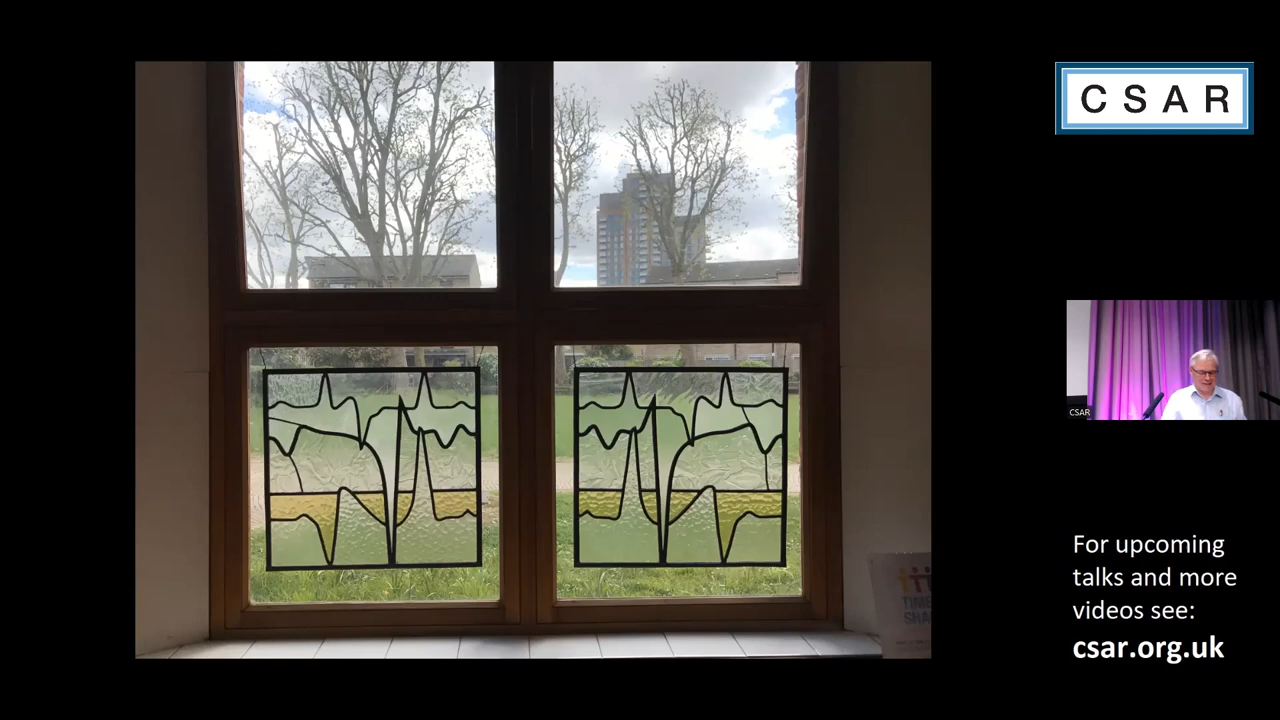 CSAR
CSAR
For upcoming
talks and more
videos see:
csar.org.uk